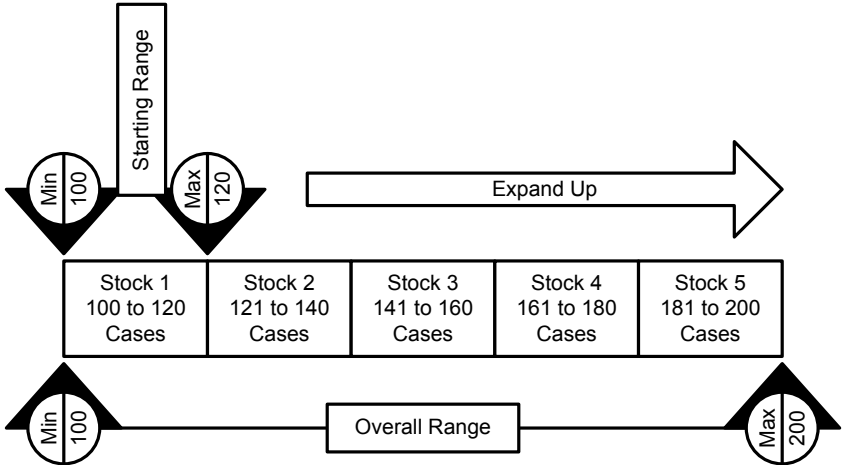 Starting Range
Min
100
Max
120
Expand Up
Stock 1
100 to 120
Cases
Stock 2
121 to 140
Cases
Stock 3
141 to 160
Cases
Stock 4
161 to 180
Cases
Stock 5
181 to 200
Cases
Min
100
Overall Range
Max
200